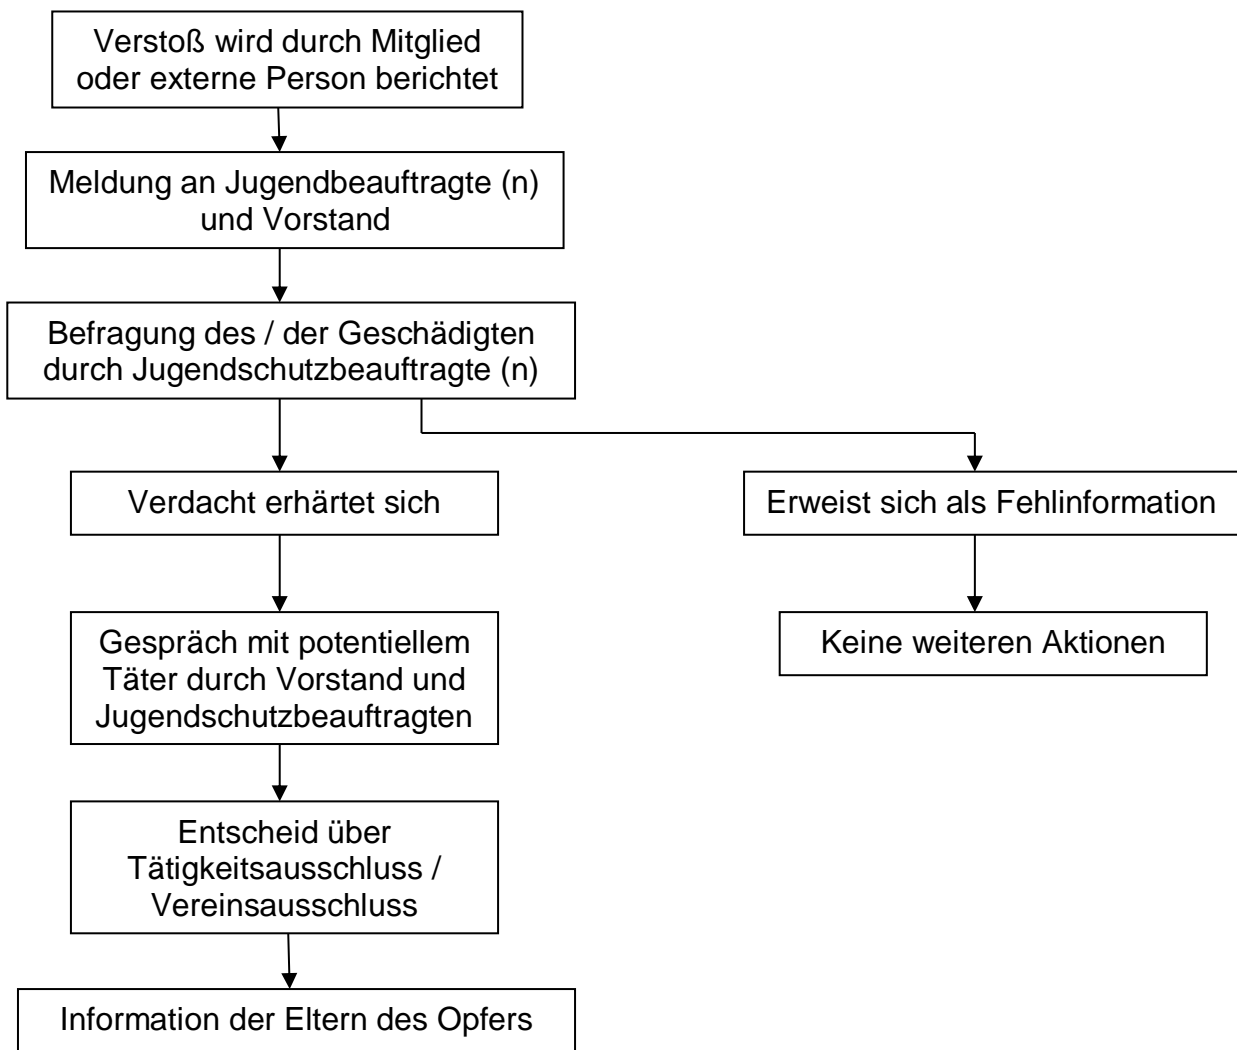 Verstoß wird durch Mitglied
oder externe Person berichtet
Meldung an Jugendbeauftragte (n)
und Vorstand
Befragung des / der Geschädigten
durch Jugendschutzbeauftragte (n)
Verdacht erhärtet sich
Erweist sich als Fehlinformation
Gespräch mit potentiellem
Täter durch Vorstand und
Jugendschutzbeauftragten
Keine weiteren Aktionen
Entscheid über
Tätigkeitsausschluss /
Vereinsausschluss
Information der Eltern des Opfers